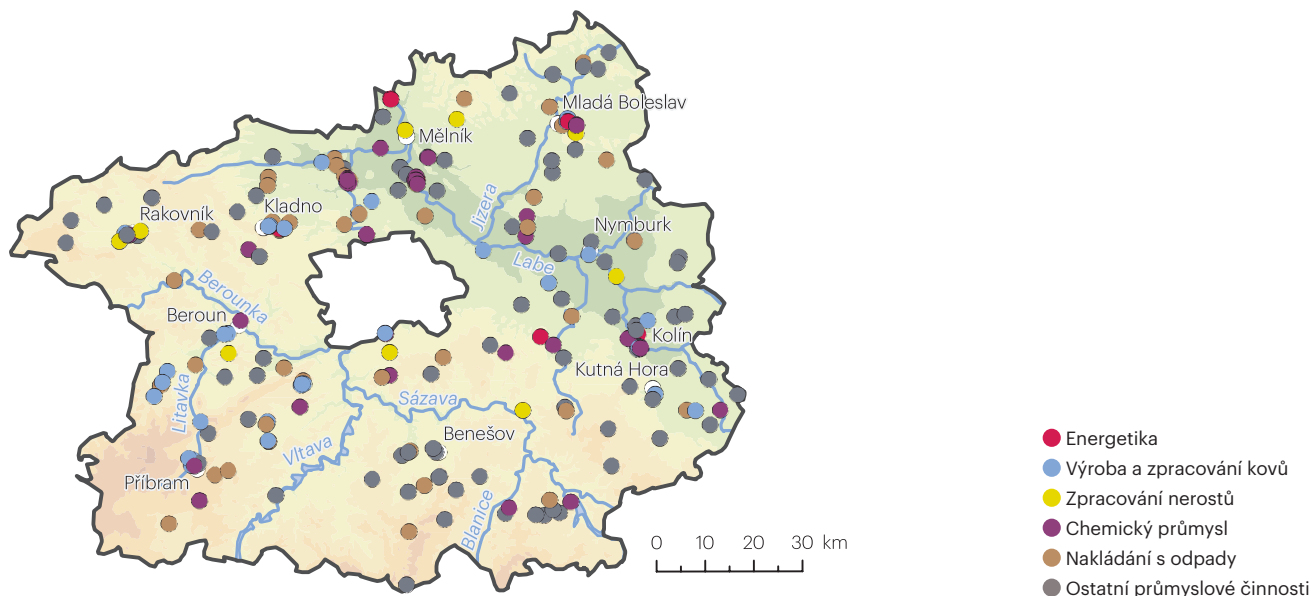 Mladá Boleslav
Mělník
Jizera
Rakovník
Kladno
Nymburk
Labe
Berounka
Beroun
Kolín
Kutná Hora
Litavka
Sázava
Benešov
Vltava
Příbram
Blanice
0 10 20 30 km
Energetika
Výroba a zpracování kovů
Zpracování nerostů
Chemický průmysl
Nakládání s odpady
Ostatní průmyslové činnosti